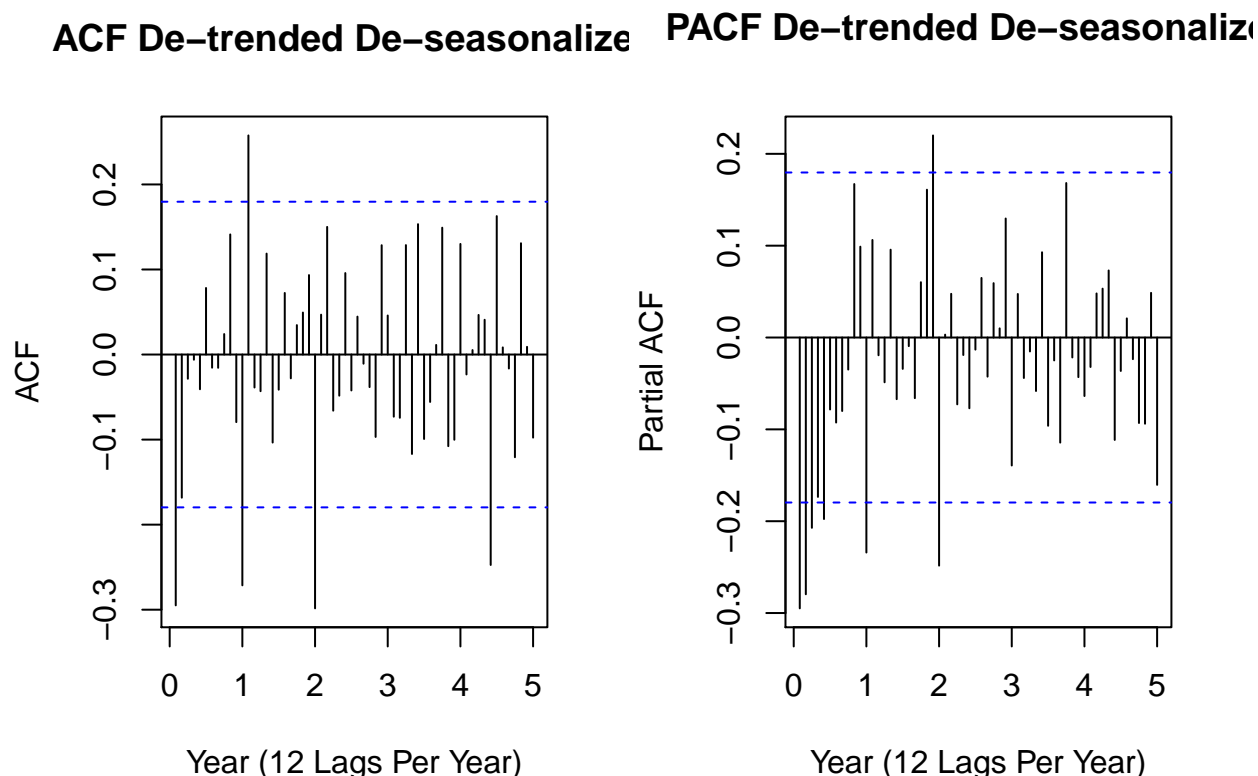 ACF De−trended De−seasonalize
0.2
0.1
0.0
−0.1
−0.3
ACF
0 1 2 3 4 5
Year (12 Lags Per Year)
PACF De−trended De−seasonalize
0.2
0.1
0.0
−0.1
−0.2
−0.3
Partial ACF
0 1 2 3 4 5
Year (12 Lags Per Year)